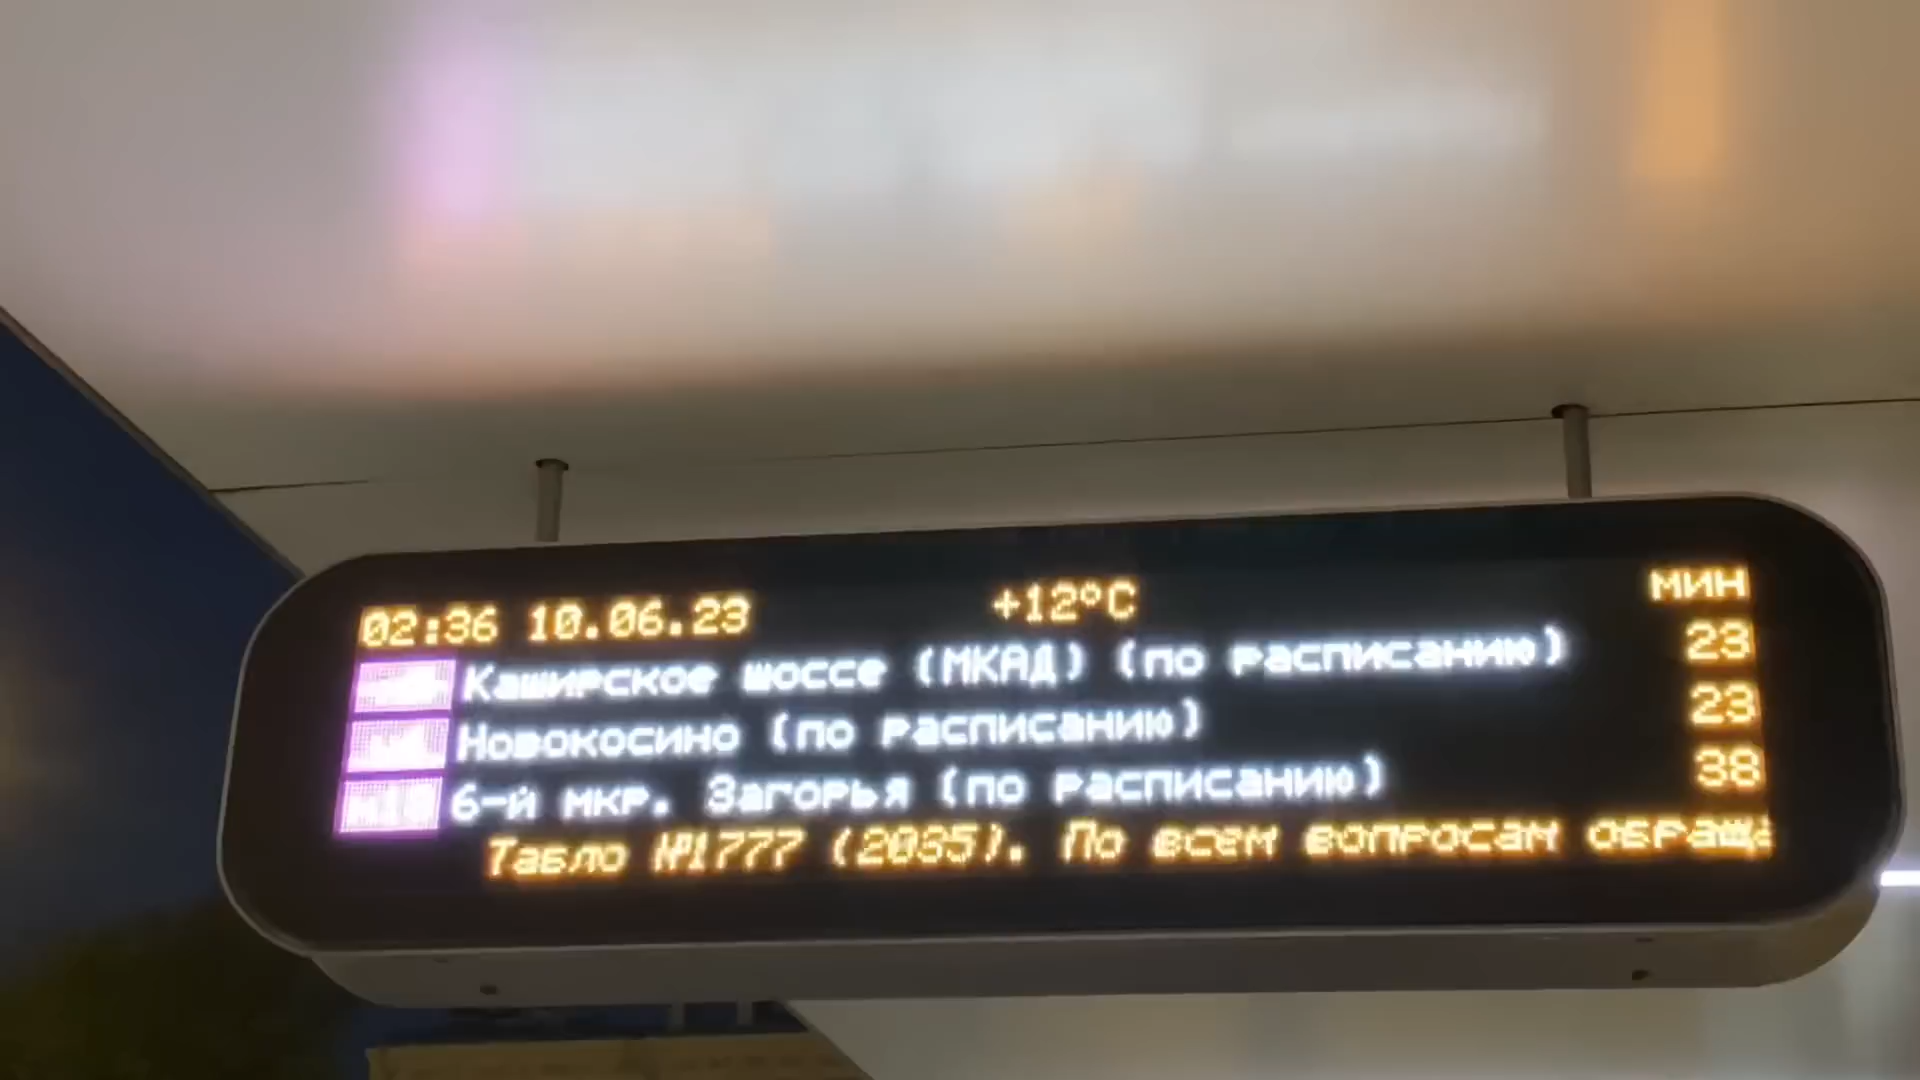 02:36 10.06.23 +12°C мин
Каширское шоссе (МКАД) (по расписанию) 23
Новокосино (по расписанию) 23
6-й мкр. Загорья (по расписанию) 38
Табло №1777 (2035). По всем вопросам обраща